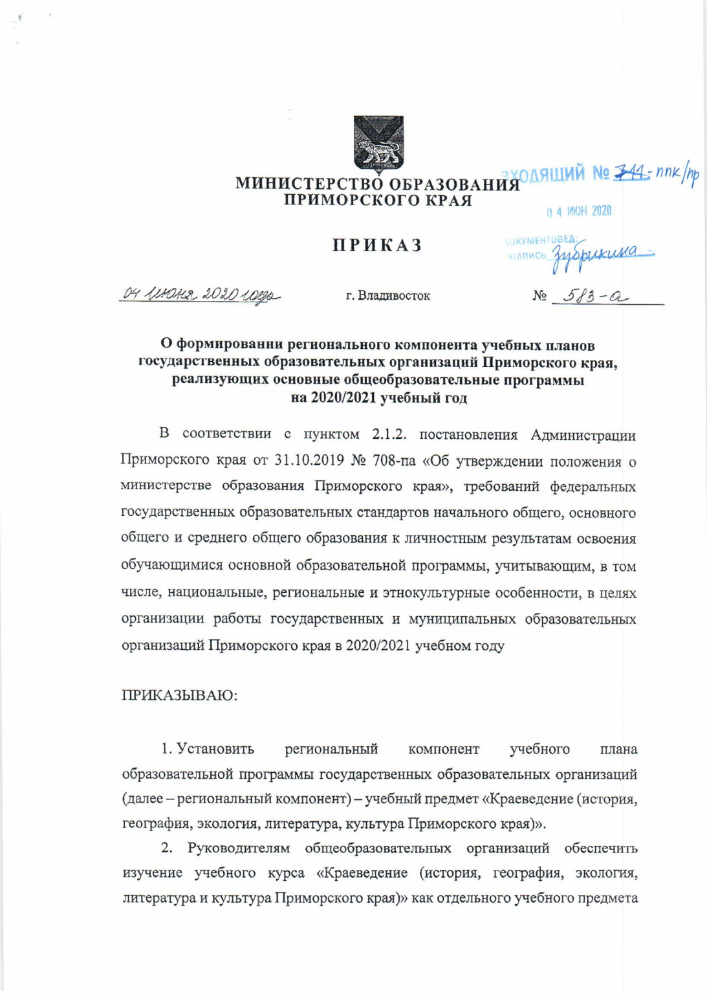 МИНИСТЕРСТВО ОБРАЗОВАНИЯ
ПРИМОРСКОГО КРАЯ
ВХОДЯЩИЙ № 711-ппк/пр
04 ИЮН 2020
ПРИКАЗ
ДОКУМЕНТОВЕД:
ПОДПИСЬ Зубрихина
04 июня 2020 года г. Владивосток № 583-а
О формировании регионального компонента учебных планов
государственных образовательных организаций Приморского края,
реализующих основные общеобразовательные программы
на 2020/2021 учебный год
В соответствии с пунктом 2.1.2. постановления Администрации
Приморского края от 31.10.2019 № 708-па «Об утверждении положения о
министерстве образования Приморского края», требований федеральных
государственных образовательных стандартов начального общего, основного
общего и среднего общего образования к личностным результатам освоения
обучающимися основной образовательной программы, учитывающим, в том
числе, национальные, региональные и этнокультурные особенности, в целях
организации работы государственных и муниципальных образовательных
организаций Приморского края в 2020/2021 учебном году
ПРИКАЗЫВАЮ:
1. Установить региональный компонент учебного плана
образовательной программы государственных образовательных организаций
(далее – региональный компонент) – учебный предмет «Краеведение (история,
география, экология, литература, культура Приморского края)».
2. Руководителям общеобразовательных организаций обеспечить
изучение учебного курса «Краеведение (история, география, экология,
литература и культура Приморского края)» как отдельного учебного предмета